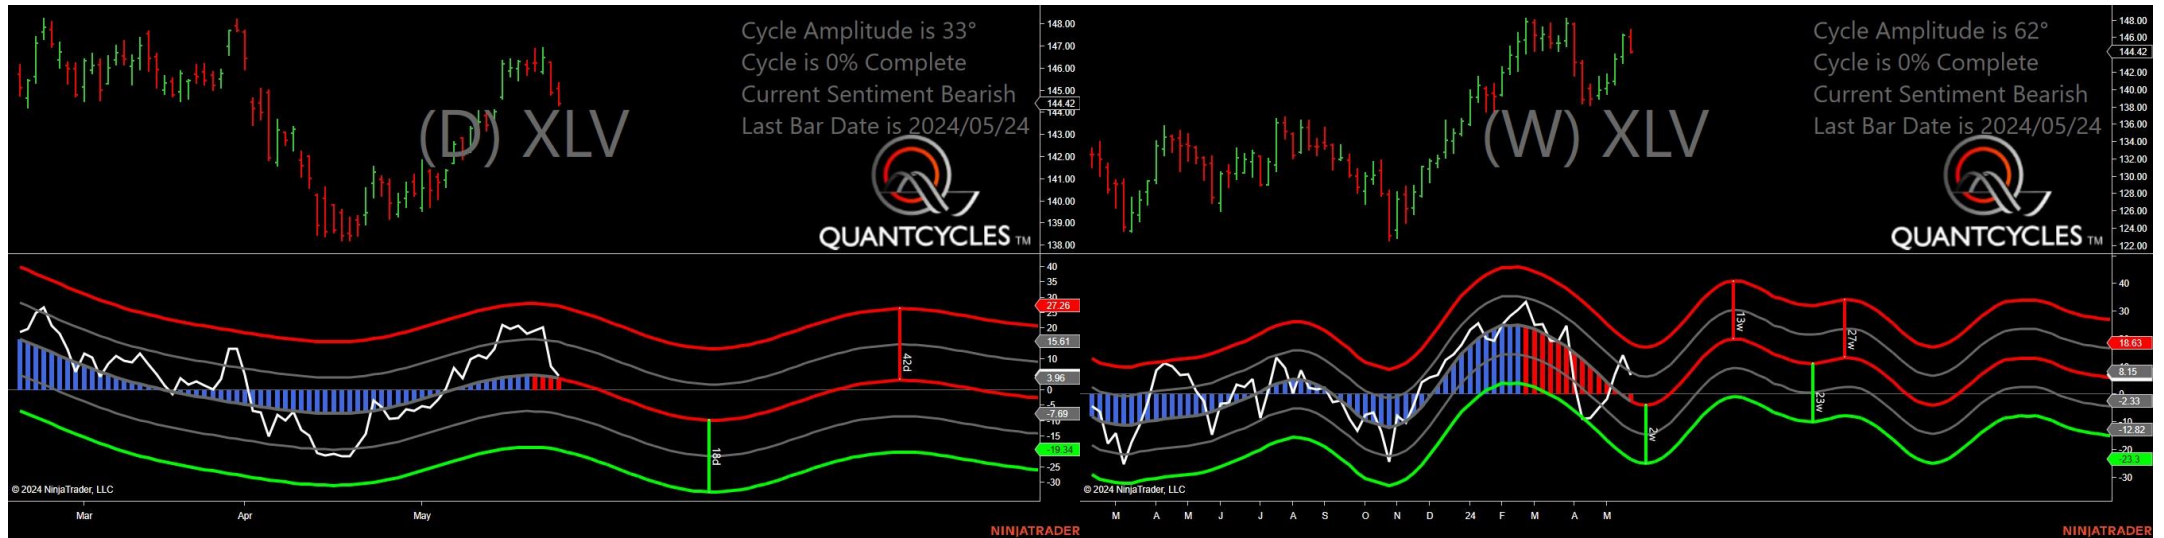 Cycle Amplitude is 33°
Cycle is 0% Complete
Current Sentiment Bearish
Last Bar Date is 2024/05/24
(D) XLV
QUANTCYCLES TM
148.00
147.00
146.00
145.00
144.42
144.00
143.00
142.00
141.00
140.00
139.00
138.00
40
35
30
27.26
25
20
15.61
10
3.96
0
-5
-7.69
-10
-15
-19.34
-25
-30
42d
18d
© 2024 NinjaTrader, LLC
Mar
Apr
May
NINJATRADER
Cycle Amplitude is 62°
Cycle is 0% Complete
Current Sentiment Bearish
Last Bar Date is 2024/05/24
(W) XLV
QUANTCYCLES TM
148.00
146.00
144.42
142.00
140.00
138.00
136.00
134.00
132.00
130.00
128.00
126.00
124.00
122.00
40
30
18.63
8.15
0
-2.33
-10
-12.82
-20
-23.3
-30
13w
27w
23w
2w
© 2024 NinjaTrader, LLC
M A M J J A S O N D 24 F M A M
NINJATRADER